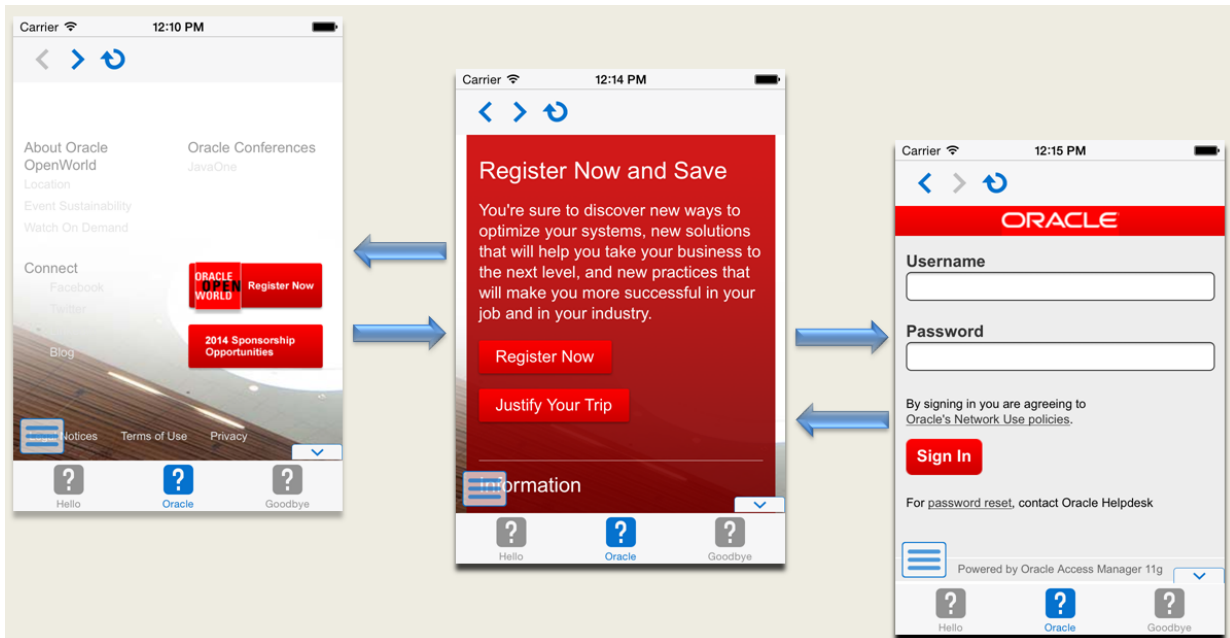 Carrier 12:10 PM
About Oracle
OpenWorld
Location
Event Sustainability
Watch On Demand
Oracle Conferences
JavaOne
Connect
Facebook
Twitter
Blog
ORACLE
OPEN
WORLD
Register Now
2014 Sponsorship
Opportunities
Notices Terms of Use Privacy
Hello Oracle Goodbye
Carrier 12:14 PM
Register Now and Save
You're sure to discover new ways to
optimize your systems, new solutions
that will help you take your business to
the next level, and new practices that
will make you more successful in your
job and in your industry.
Register Now
Justify Your Trip
Information
Hello Oracle Goodbye
Carrier 12:15 PM
ORACLE
Username
Password
By signing in you are agreeing to
Oracle's Network Use policies.
Sign In
For password reset, contact Oracle Helpdesk
Powered by Oracle Access Manager 11g
Hello Oracle Goodbye